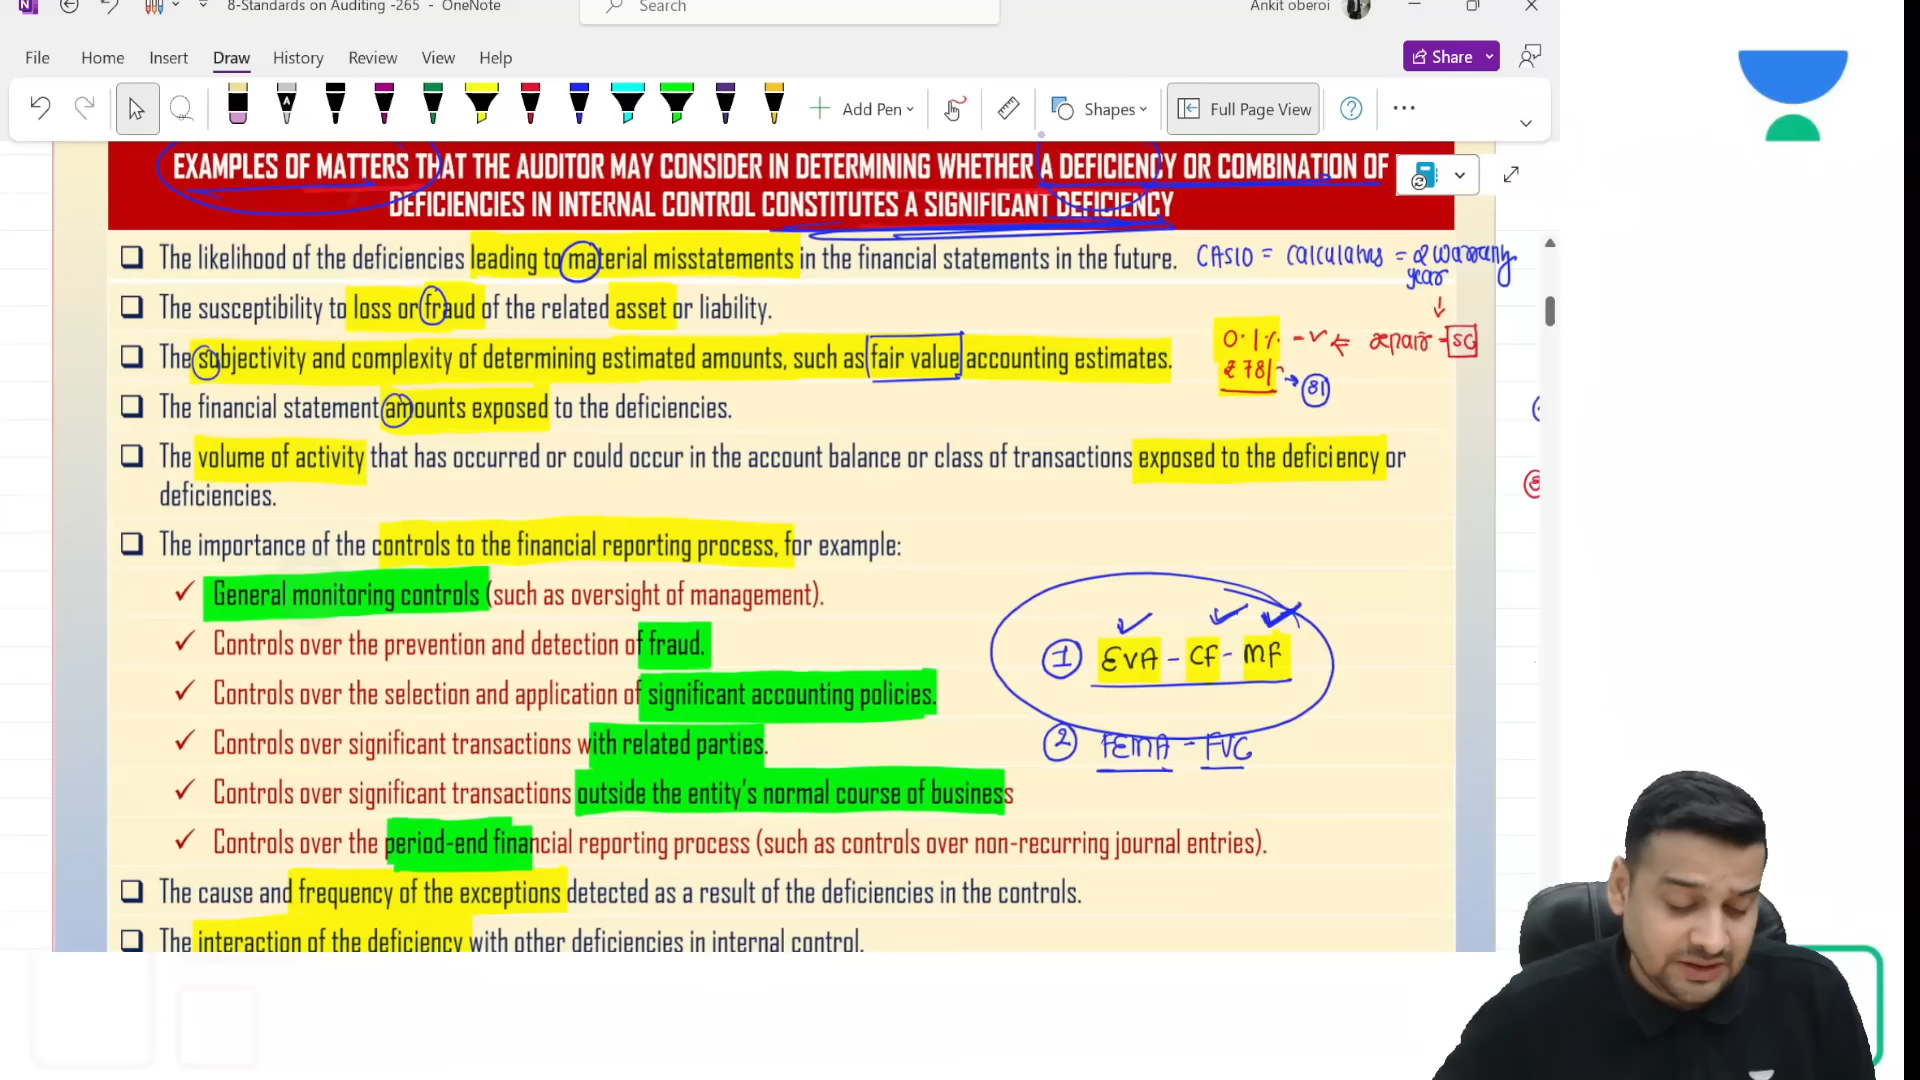 8-Standards on Auditing -265 - OneNote
Search
Ankit oberoi
File Home Insert Draw History Review View Help
Share
Add Pen
Shapes
Full Page View
EXAMPLES OF MATTERS THAT THE AUDITOR MAY CONSIDER IN DETERMINING WHETHER A DEFICIENCY OR COMBINATION OF
DEFICIENCIES IN INTERNAL CONTROL CONSTITUTES A SIGNIFICANT DEFICIENCY
The likelihood of the deficiencies leading to material misstatements in the financial statements in the future.
CASIO = calculators = 2 warranty
year
The susceptibility to loss or fraud of the related asset or liability.
0.1% - ✓ repair - SC
The subjectivity and complexity of determining estimated amounts, such as fair value accounting estimates.
₹ 78/- 81
The financial statement amounts exposed to the deficiencies.
The volume of activity that has occurred or could occur in the account balance or class of transactions exposed to the deficiency or
deficiencies.
The importance of the controls to the financial reporting process, for example:
✓ General monitoring controls (such as oversight of management).
✓ Controls over the prevention and detection of fraud.
1 EVA - CF - MF
✓ Controls over the selection and application of significant accounting policies.
✓ Controls over significant transactions with related parties.
2 FEMA - FVC
✓ Controls over significant transactions outside the entity's normal course of business
✓ Controls over the period-end financial reporting process (such as controls over non-recurring journal entries).
The cause and frequency of the exceptions detected as a result of the deficiencies in the controls.
The interaction of the deficiency with other deficiencies in internal control.